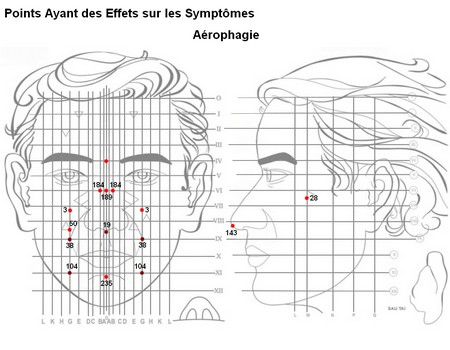 Points Ayant des Effets sur les Symptômes
Aérophagie
O
I
II
III
IV
V
VI
VII
VIII
IX
X
XI
XII
184 184
189
3 3
50
19
38 38
104 104
235
28
143
L K H G E D C B A A B C D E G H K L